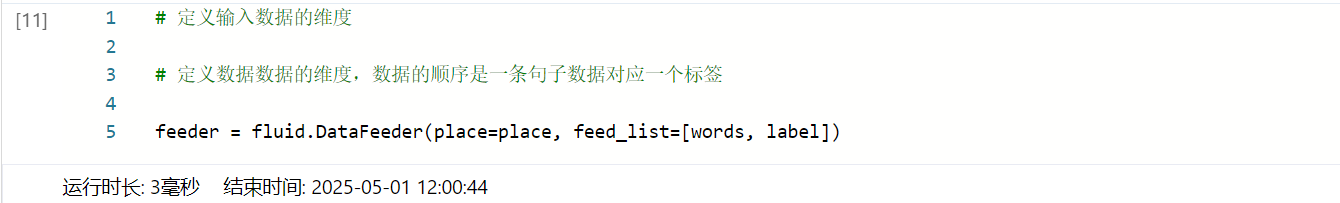 [11] 1 # 定义输入数据的维度
2
3 # 定义数据数据的维度，数据的顺序是一条句子数据对应一个标签
4
5 feeder = fluid.DataFeeder(place=place, feed_list=[words, label])
运行时长: 3毫秒 结束时间: 2025-05-01 12:00:44